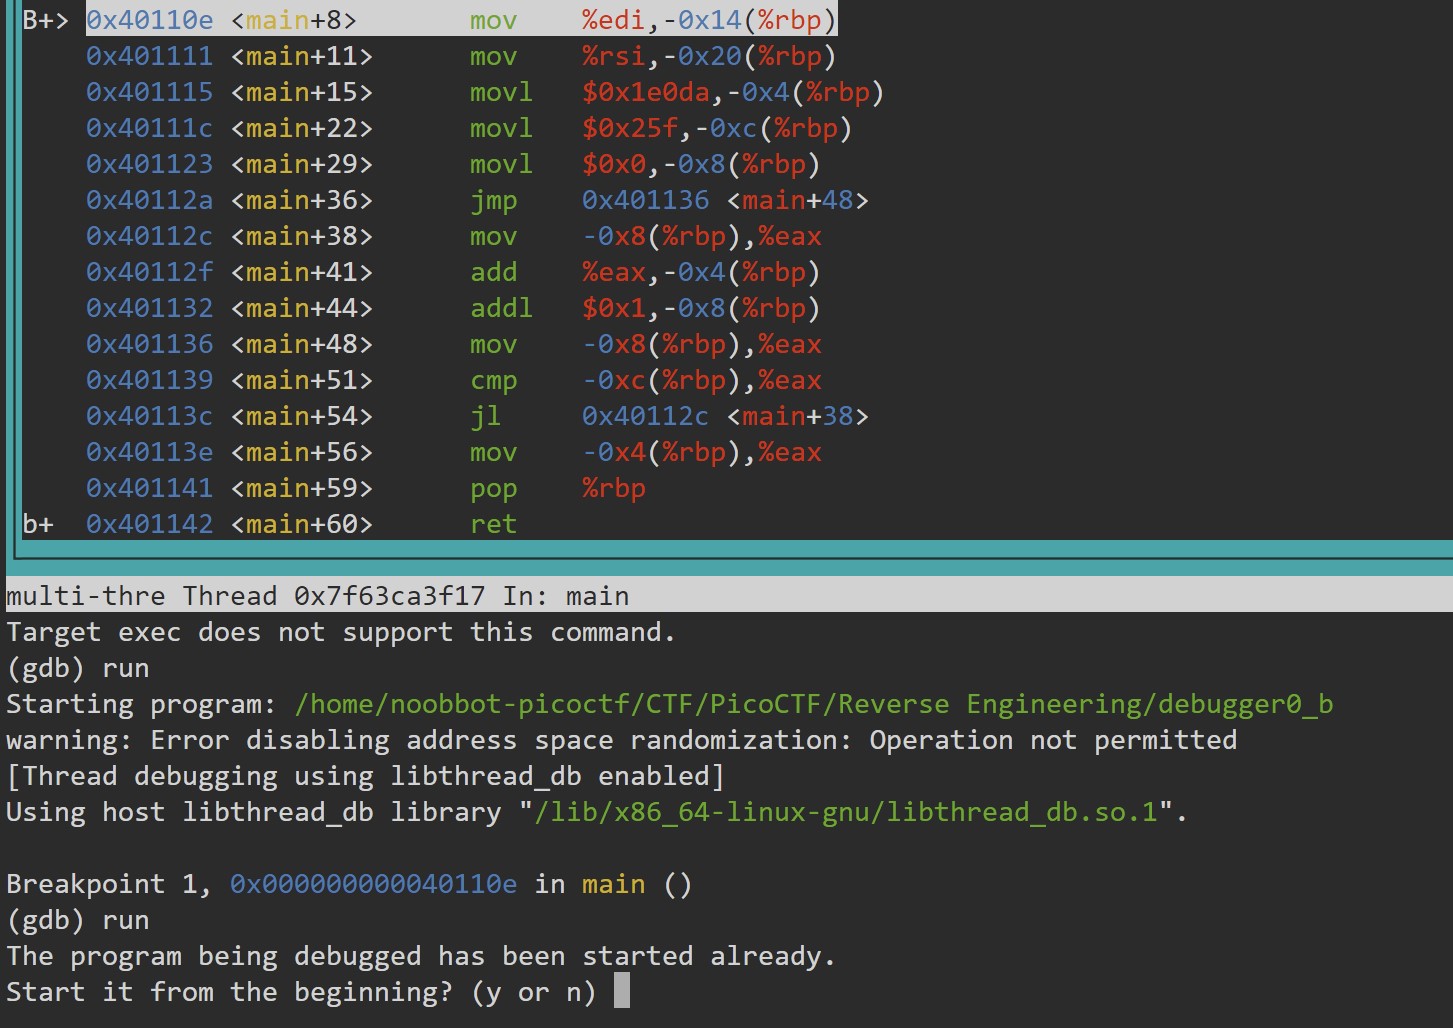 B+> 0x40110e <main+8> mov %edi,-0x14(%rbp)
0x401111 <main+11> mov %rsi,-0x20(%rbp)
0x401115 <main+15> movl $0x1e0da,-0x4(%rbp)
0x40111c <main+22> movl $0x25f,-0xc(%rbp)
0x401123 <main+29> movl $0x0,-0x8(%rbp)
0x40112a <main+36> jmp 0x401136 <main+48>
0x40112c <main+38> mov -0x8(%rbp),%eax
0x40112f <main+41> add %eax,-0x4(%rbp)
0x401132 <main+44> addl $0x1,-0x8(%rbp)
0x401136 <main+48> mov -0x8(%rbp),%eax
0x401139 <main+51> cmp -0xc(%rbp),%eax
0x40113c <main+54> jl 0x40112c <main+38>
0x40113e <main+56> mov -0x4(%rbp),%eax
0x401141 <main+59> pop %rbp
b+ 0x401142 <main+60> ret
multi-thre Thread 0x7f63ca3f17 In: main
Target exec does not support this command.
(gdb) run
Starting program: /home/noobbot-picoctf/CTF/PicoCTF/Reverse Engineering/debugger0_b
warning: Error disabling address space randomization: Operation not permitted
[Thread debugging using libthread_db enabled]
Using host libthread_db library "/lib/x86_64-linux-gnu/libthread_db.so.1".
Breakpoint 1, 0x000000000040110e in main ()
(gdb) run
The program being debugged has been started already.
Start it from the beginning? (y or n)